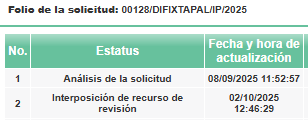 Folio de la solicitud: 00128/DIFIXTAPAL/IP/2025
No. Estatus Fecha y hora de
actualización
1 Análisis de la solicitud 08/09/2025 11:52:57
2 Interposición de recurso de
revisión 02/10/2025
12:46:29